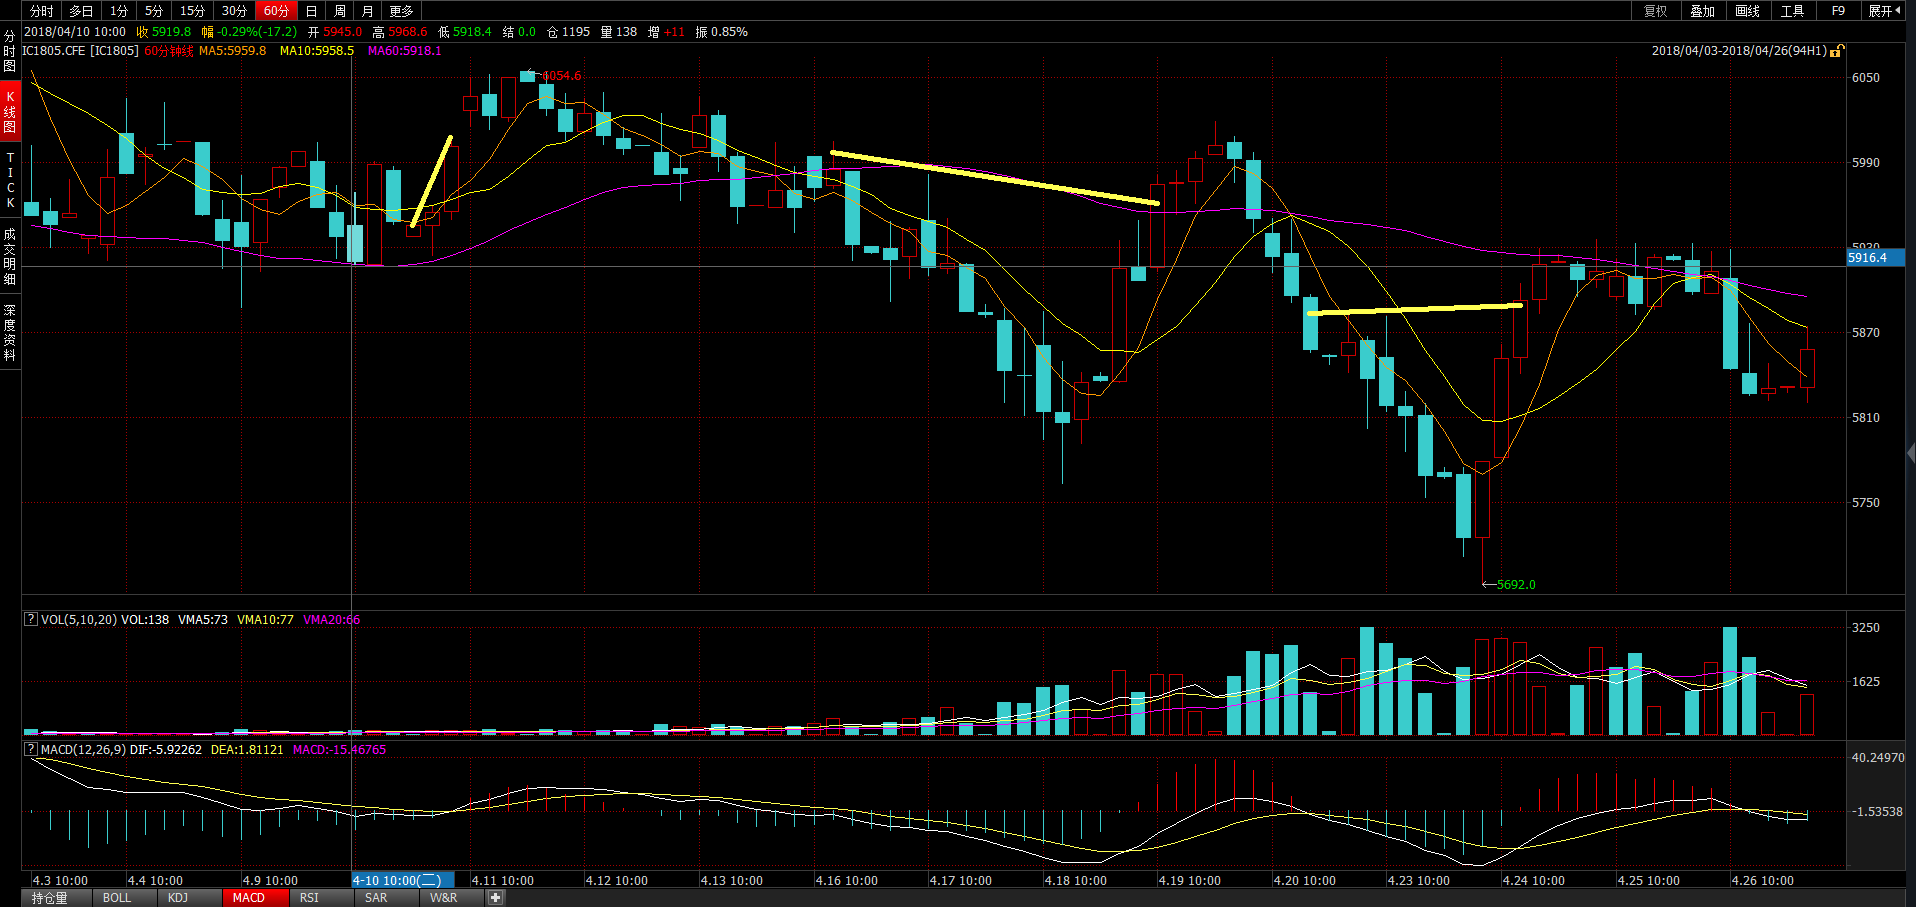 分时 多日 1分 5分 15分 30分 60分 日 周 月 更多 复权 叠加 画线 工具 F9 展开
2018/04/10 10:00 收 5919.8 幅 -0.29%(-17.2) 开 5945.0 高 5968.6 低 5918.4 结 0.0 仓 1195 量 138 增 +11 振 0.85%
IC1805.CFE [IC1805] 60分钟线 MA5:5959.8 MA10:5958.5 MA60:5918.1 2018/04/03-2018/04/26(94H1)
分时图
K线图
TICK
成交明细
深度资料
6054.6
6050
5990
5930
5916.4
5870
5810
5750
5692.0
? VOL(5,10,20) VOL:138 VMA5:73 VMA10:77 VMA20:66
3250
1625
? MACD(12,26,9) DIF:-5.92262 DEA:1.81121 MACD:-15.46765
40.24970
-1.53538
4.3 10:00 4.4 10:00 4.9 10:00 4-10 10:00(二) 4.11 10:00 4.12 10:00 4.13 10:00 4.16 10:00 4.17 10:00 4.18 10:00 4.19 10:00 4.20 10:00 4.23 10:00 4.24 10:00 4.25 10:00 4.26 10:00
持仓量 BOLL KDJ MACD RSI SAR W&R